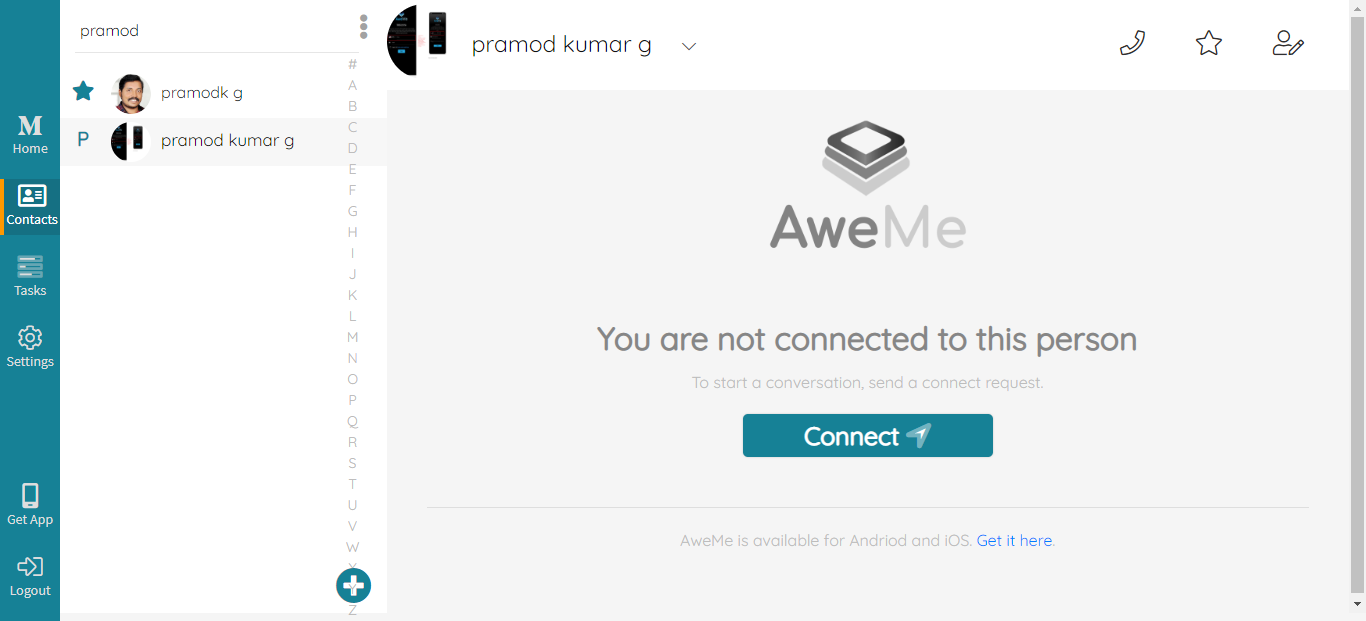 M
Home
Contacts
Tasks
Settings
Get App
Logout
pramod
pramodk g
P
pramod kumar g
#
A
B
C
D
E
F
G
H
I
J
K
L
M
N
O
P
Q
R
S
T
U
V
W
Z
pramod kumar g
AweMe
You are not connected to this person
To start a conversation, send a connect request.
Connect
AweMe is available for Andriod and iOS. Get it here.